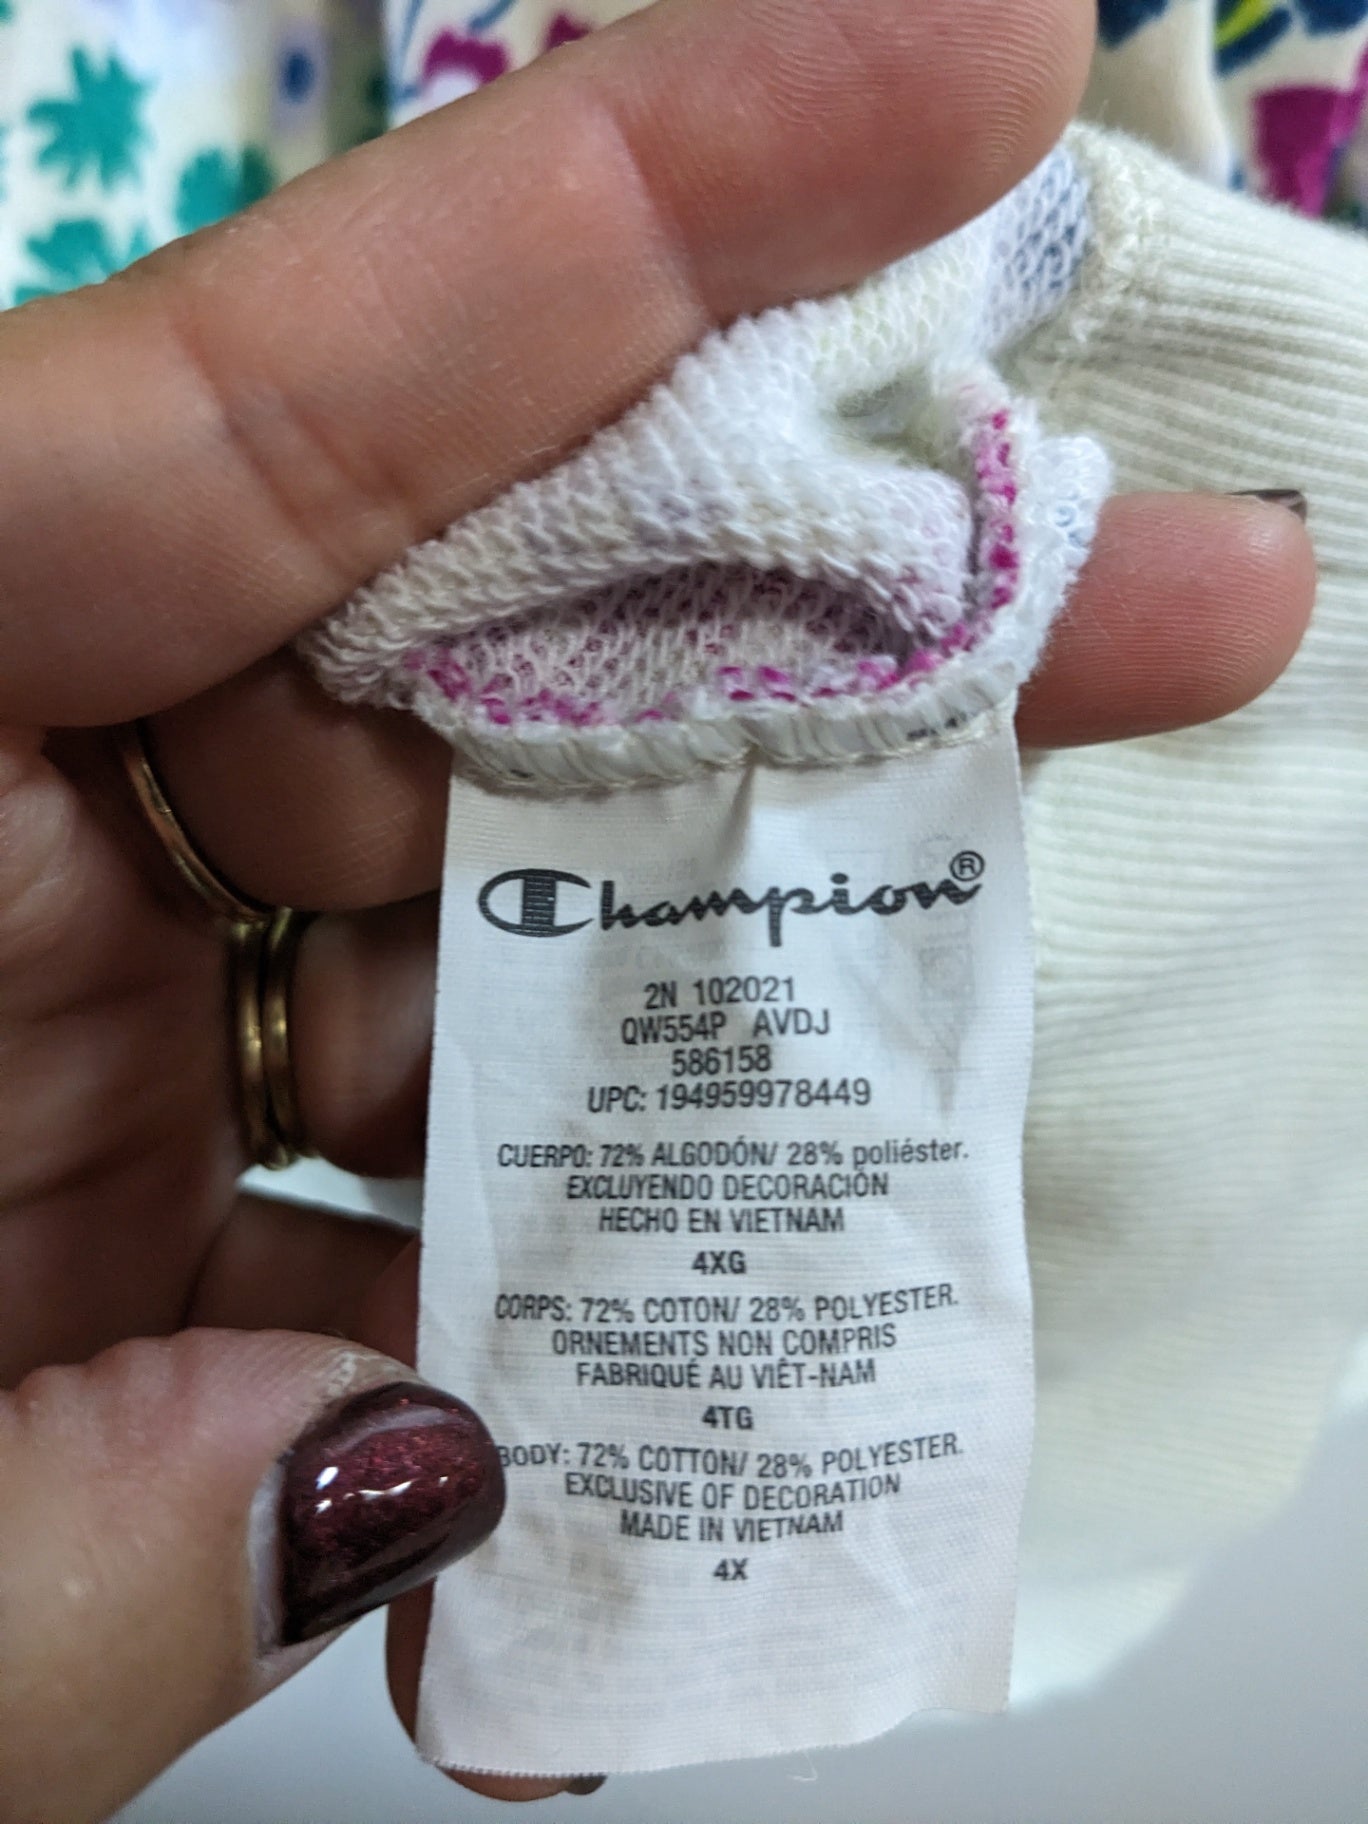 Champion®
2N 102021
QW554P AVDJ
586158
UPC: 194959978449
CUERPO: 72% ALGODÓN/ 28% poliéster.
EXCLUYENDO DECORACIÓN
HECHO EN VIETNAM
4XG
CORPS: 72% COTON/ 28% POLYESTER.
ORNEMENTS NON COMPRIS
FABRIQUÉ AU VIÊT-NAM
4TG
BODY: 72% COTTON/ 28% POLYESTER.
EXCLUSIVE OF DECORATION
MADE IN VIETNAM
4X